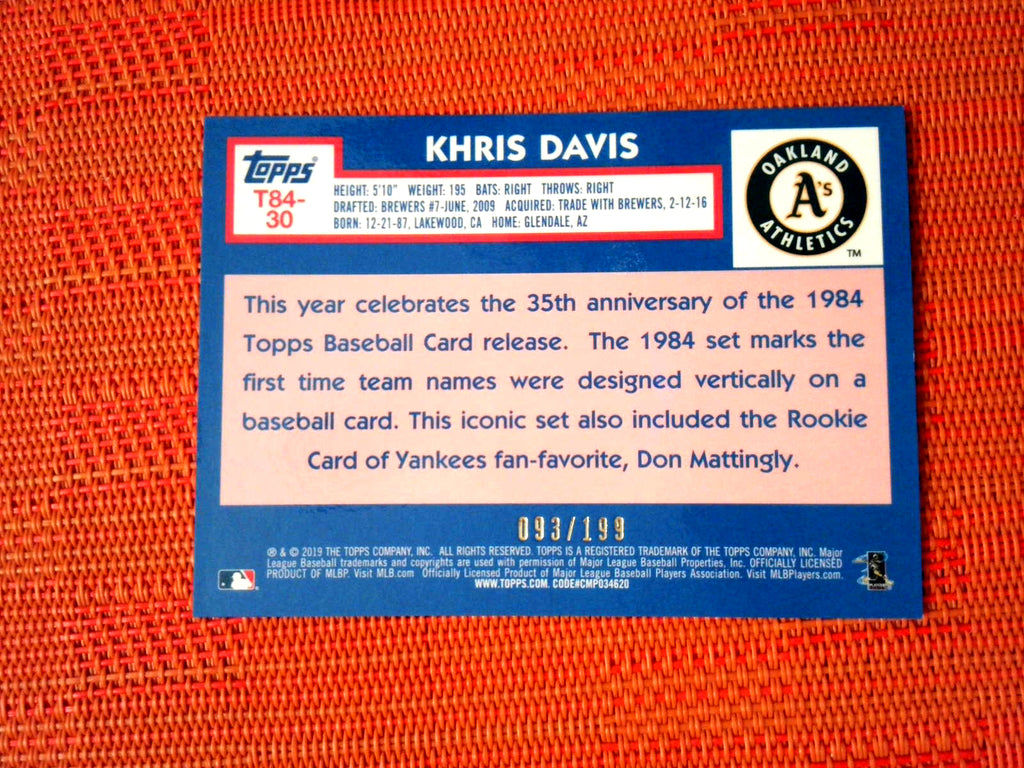 KHRIS DAVIS
Topps®
T84-
30
HEIGHT: 5'10" WEIGHT: 195 BATS: RIGHT THROWS: RIGHT
DRAFTED: BREWERS #7-JUNE, 2009 ACQUIRED: TRADE WITH BREWERS, 2-12-16
BORN: 12-21-87, LAKEWOOD, CA HOME: GLENDALE, AZ
OAKLAND
A's
ATHLETICS
TM
This year celebrates the 35th anniversary of the 1984
Topps Baseball Card release. The 1984 set marks the
first time team names were designed vertically on a
baseball card. This iconic set also included the Rookie
Card of Yankees fan-favorite, Don Mattingly.
093/199
® & © 2019 THE TOPPS COMPANY, INC. ALL RIGHTS RESERVED. TOPPS IS A REGISTERED TRADEMARK OF THE TOPPS COMPANY, INC. Major
League Baseball trademarks and copyrights are used with permission of Major League Baseball Properties, Inc. OFFICIALLY LICENSED
PRODUCT OF MLBP. Visit MLB.com Officially Licensed Product of Major League Baseball Players Association. Visit MLBPlayers.com.
WWW.TOPPS.COM. CODE#CMP034620